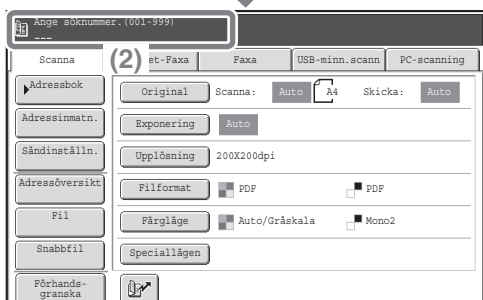 Ange söknummer.(001-999)
---
Scanna
(2)
et-Faxa
Faxa
USB-minn.scann
PC-scanning
Adressbok
Original Scanna: Auto A4 Skicka: Auto
Adressinmatn.
Exponering Auto
Sändinställn.
Upplösning 200X200dpi
Adressöversikt
Filformat PDF PDF
Fil
Färgläge Auto/Gråskala Mono2
Snabbfil
Speciallägen
Förhands-
granska